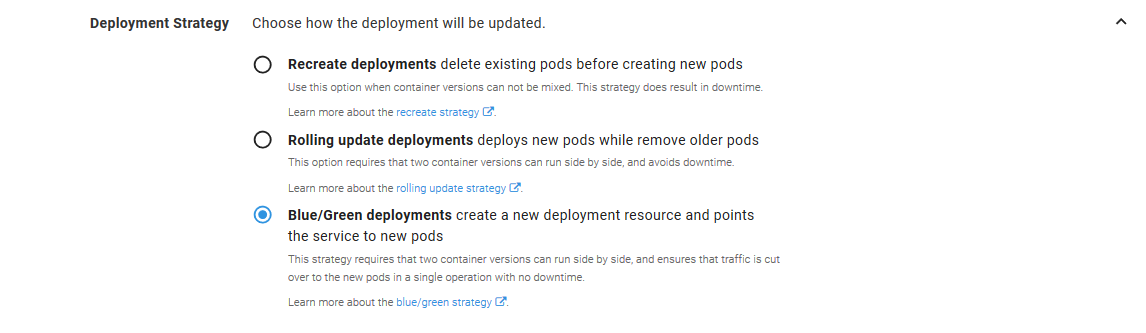 Deployment Strategy Choose how the deployment will be updated.
Recreate deployments delete existing pods before creating new pods
Use this option when container versions can not be mixed. This strategy does result in downtime.
Learn more about the recreate strategy.
Rolling update deployments deploys new pods while remove older pods
This option requires that two container versions can run side by side, and avoids downtime.
Learn more about the rolling update strategy.
Blue/Green deployments create a new deployment resource and points
the service to new pods
This strategy requires that two container versions can run side by side, and ensures that traffic is cut
over to the new pods in a single operation with no downtime.
Learn more about the blue/green strategy.